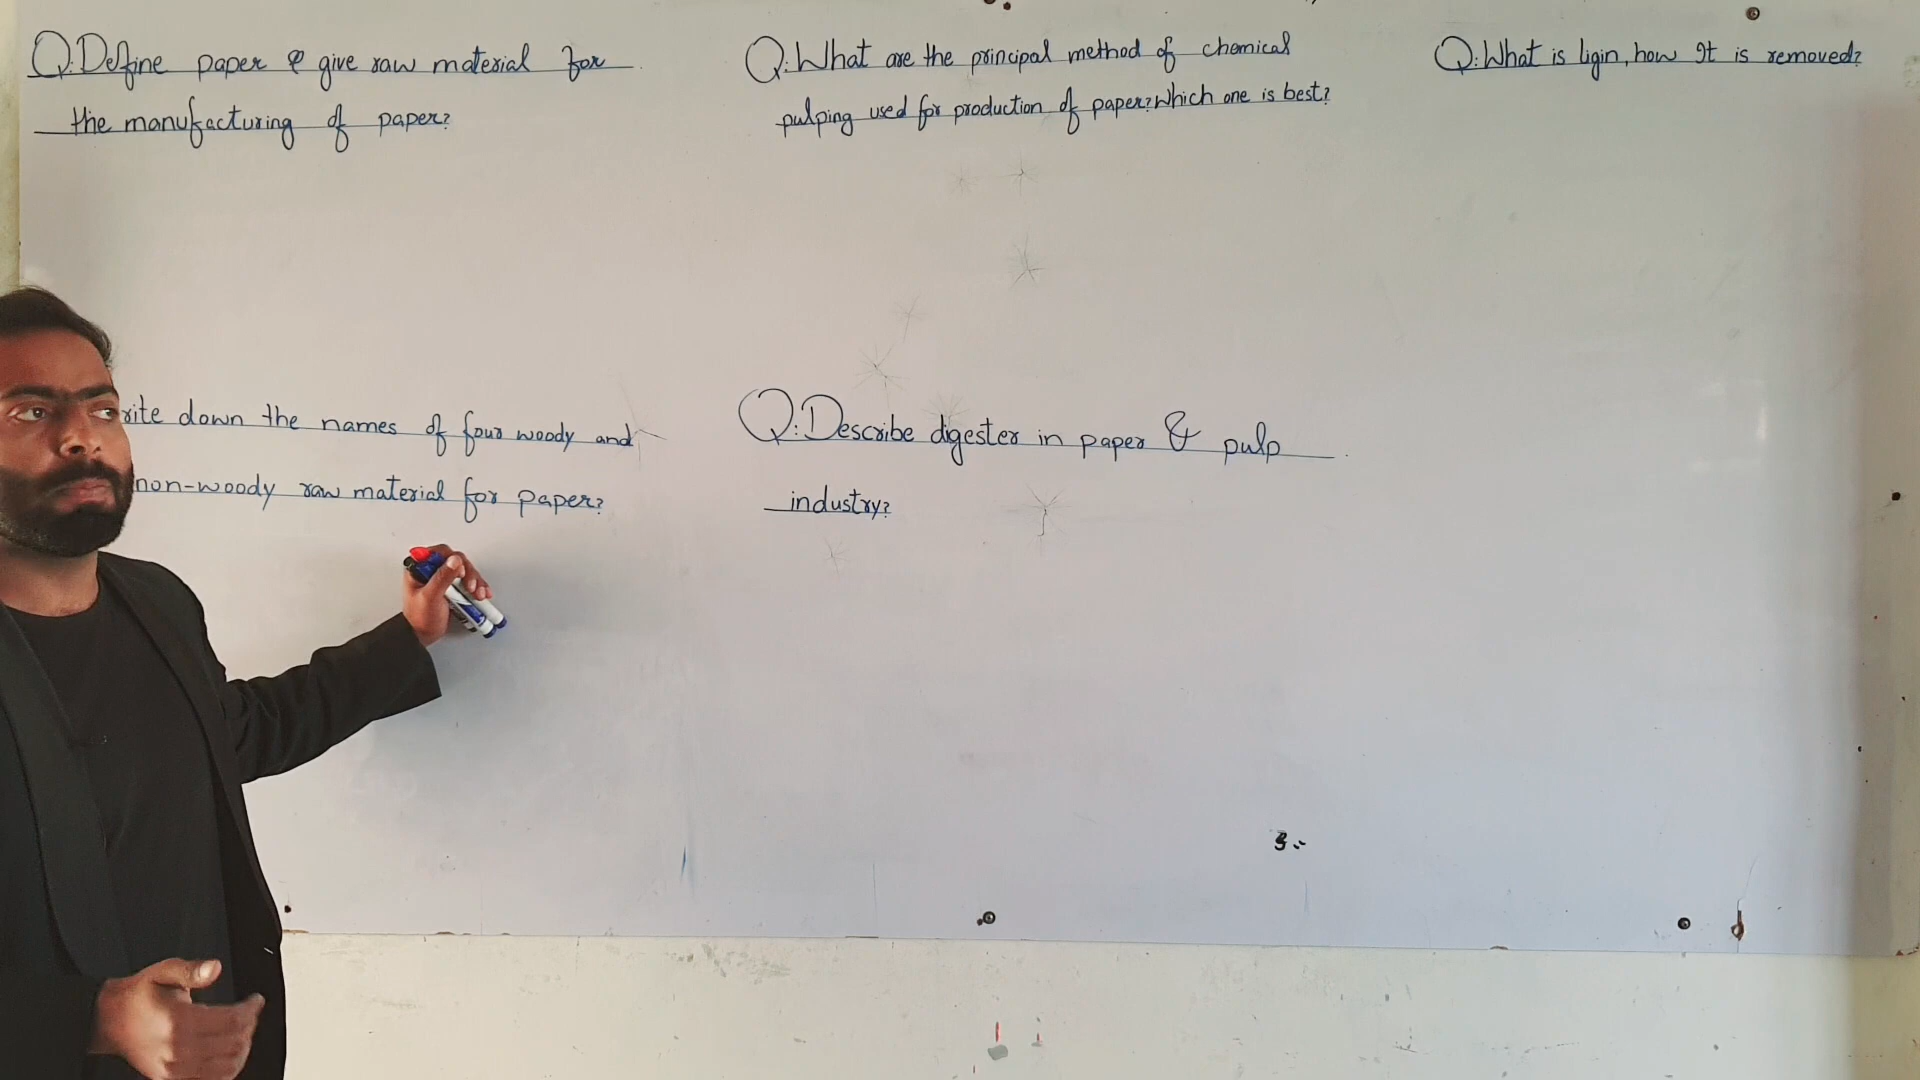 Q:Define paper & give raw material for
the manufacturing of paper?
Q:What are the principal method of chemical
pulping used for production of paper?Which one is best?
Q:What is ligin, how It is removed?
rite down the names of four woody and
non-woody raw material for paper?
Q:Describe digester in paper & pulp
industry?